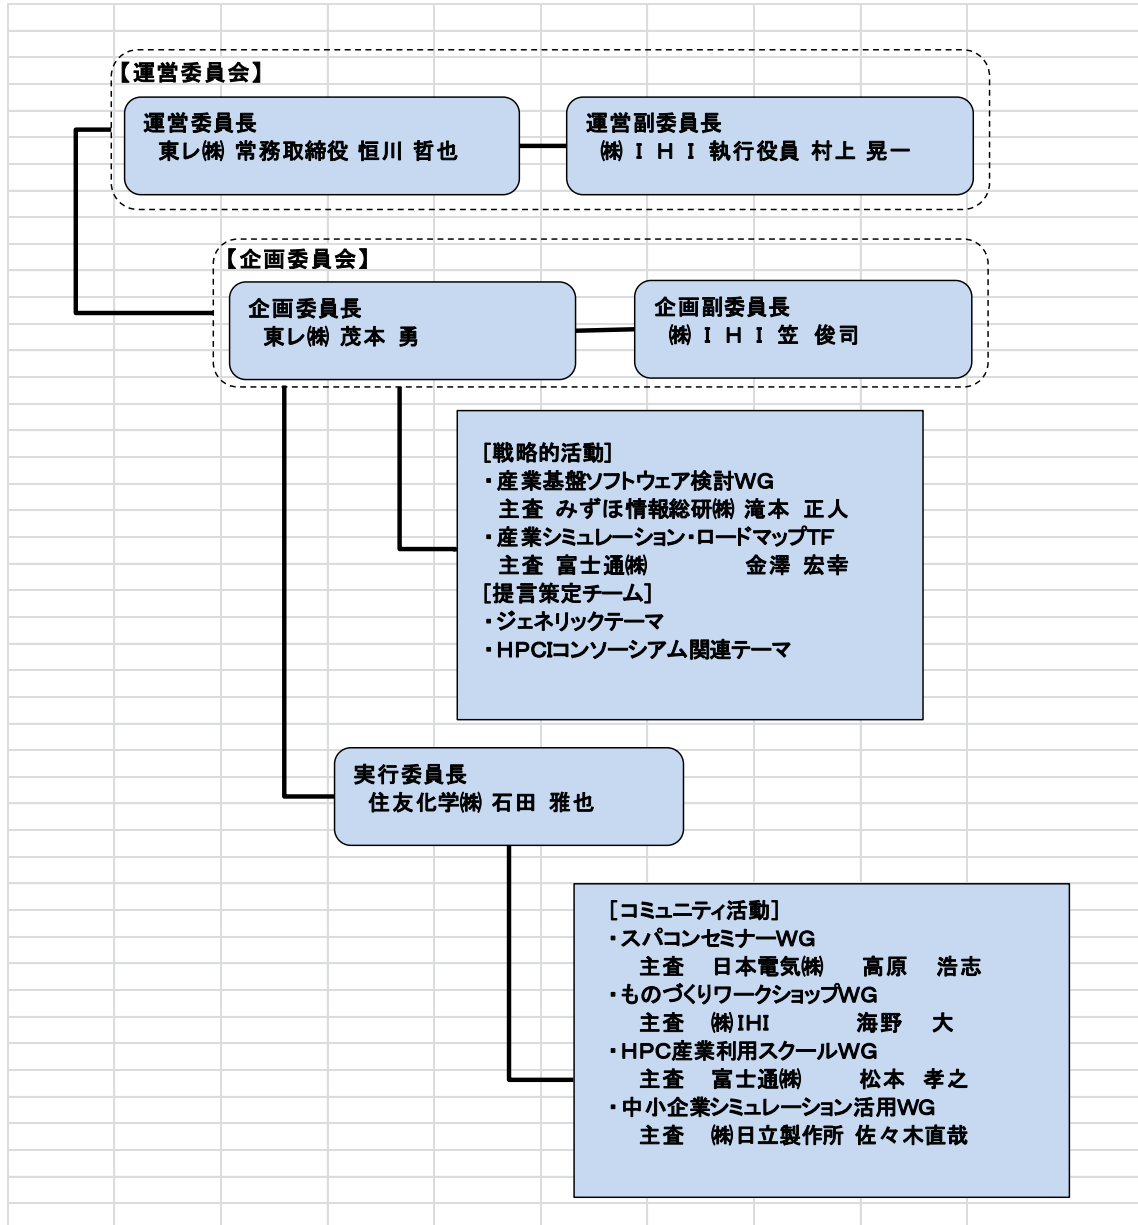 【運営委員会】
運営委員長
東レ㈱ 常務取締役 恒川 哲也
運営副委員長
㈱ＩＨＩ 執行役員 村上 晃一
【企画委員会】
企画委員長
東レ㈱ 茂本 勇
企画副委員長
㈱ＩＨＩ笠 俊司
[戦略的活動]
・産業基盤ソフトウェア検討WG
主査 みずほ情報総研㈱ 滝本 正人
・産業シミュレーション・ロードマップTF
主査 富士通㈱ 金澤 宏幸
[提言策定チーム]
・ジェネリックテーマ
・HPCIコンソーシアム関連テーマ
実行委員長
住友化学㈱ 石田 雅也
[コミュニティ活動]
・スパコンセミナーWG
主査 日本電気㈱ 高原 浩志
・ものづくりワークショップWG
主査 ㈱IHI 海野 大
・HPC産業利用スクールWG
主査 富士通㈱ 松本 孝之
・中小企業シミュレーション活用WG
主査 ㈱日立製作所 佐々木直哉